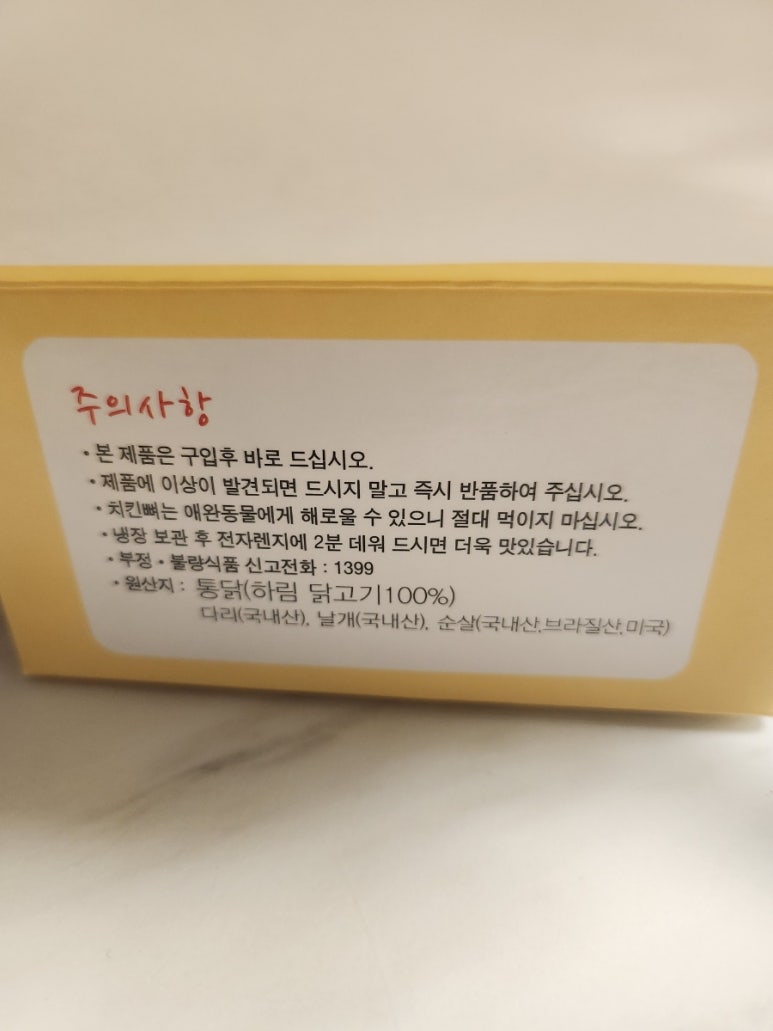 주의사항
• 본 제품은 구입후 바로 드십시오.
• 제품에 이상이 발견되면 드시지 말고 즉시 반품하여 주십시오.
• 치킨뼈는 애완동물에게 해로울 수 있으니 절대 먹이지 마십시오.
• 냉장 보관 후 전자렌지에 2분 데워 드시면 더욱 맛있습니다.
• 부정 • 불량식품 신고전화 : 1399
• 원산지 : 통닭(하림 닭고기100%)
다리(국내산), 날개(국내산), 순살(국내산,브라질산,미국)